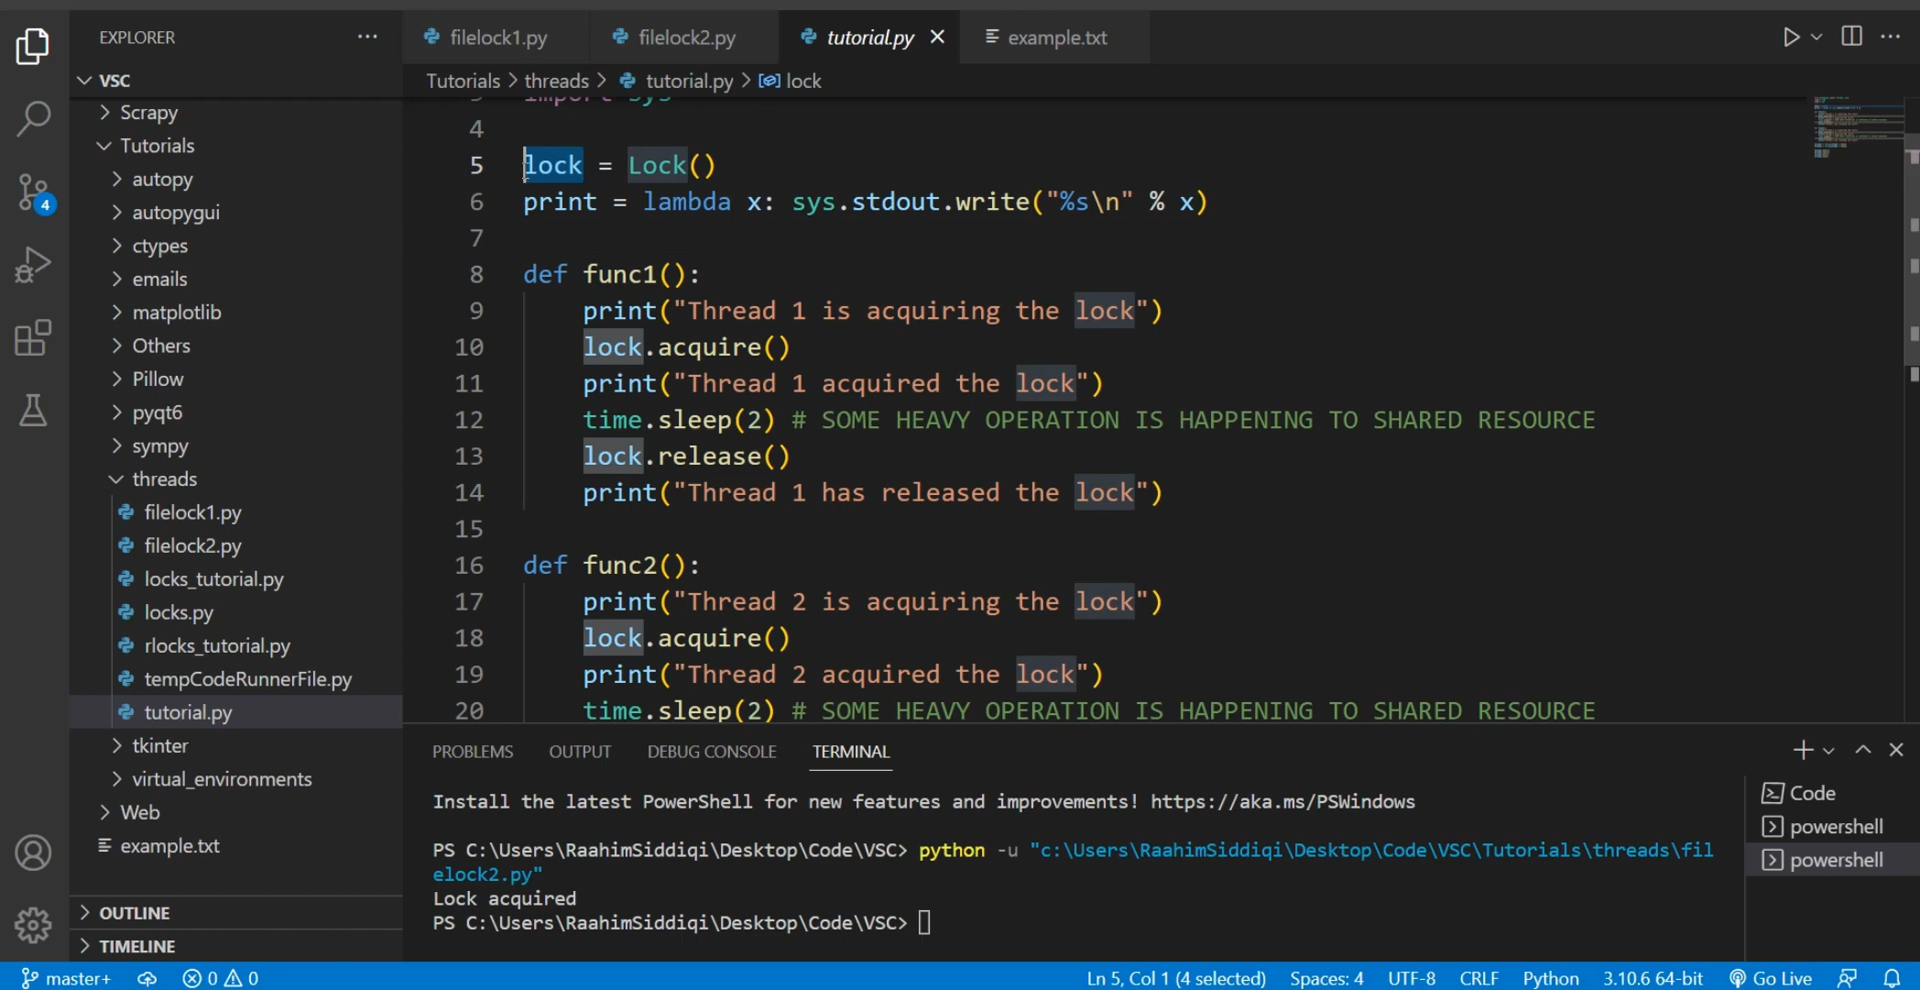 EXPLORER
VSC
Scrapy
Tutorials
autopy
autopygui
ctypes
emails
matplotlib
Others
Pillow
pyqt6
sympy
threads
filelock1.py
filelock2.py
locks_tutorial.py
locks.py
rlocks_tutorial.py
tempCodeRunnerFile.py
tutorial.py
tkinter
virtual_environments
Web
example.txt
OUTLINE
TIMELINE
4
filelock1.py filelock2.py tutorial.py example.txt
Tutorials > threads > tutorial.py > lock
3 import sys
4
5 lock = Lock()
6 print = lambda x: sys.stdout.write("%s\n" % x)
7
8 def func1():
9 print("Thread 1 is acquiring the lock")
10 lock.acquire()
11 print("Thread 1 acquired the lock")
12 time.sleep(2) # SOME HEAVY OPERATION IS HAPPENING TO SHARED RESOURCE
13 lock.release()
14 print("Thread 1 has released the lock")
15
16 def func2():
17 print("Thread 2 is acquiring the lock")
18 lock.acquire()
19 print("Thread 2 acquired the lock")
20 time.sleep(2) # SOME HEAVY OPERATION IS HAPPENING TO SHARED RESOURCE
PROBLEMS OUTPUT DEBUG CONSOLE TERMINAL
Install the latest PowerShell for new features and improvements! https://aka.ms/PSWindows
PS C:\Users\RaahimSiddiqi\Desktop\Code\VSC> python -u "c:\Users\RaahimSiddiqi\Desktop\Code\VSC\Tutorials\threads\fil
elock2.py"
Lock acquired
PS C:\Users\RaahimSiddiqi\Desktop\Code\VSC>
Code
powershell
powershell
master+ 0 0 Ln 5, Col 1 (4 selected) Spaces: 4 UTF-8 CRLF Python 3.10.6 64-bit Go Live